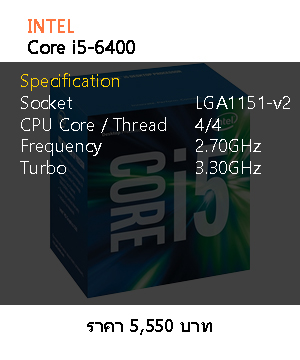 INTEL
Core i5-6400
Specification
Socket LGA1151-v2
CPU Core / Thread 4/4
Frequency 2.70GHz
Turbo 3.30GHz
CORE i5
ราคา 5,550 บาท